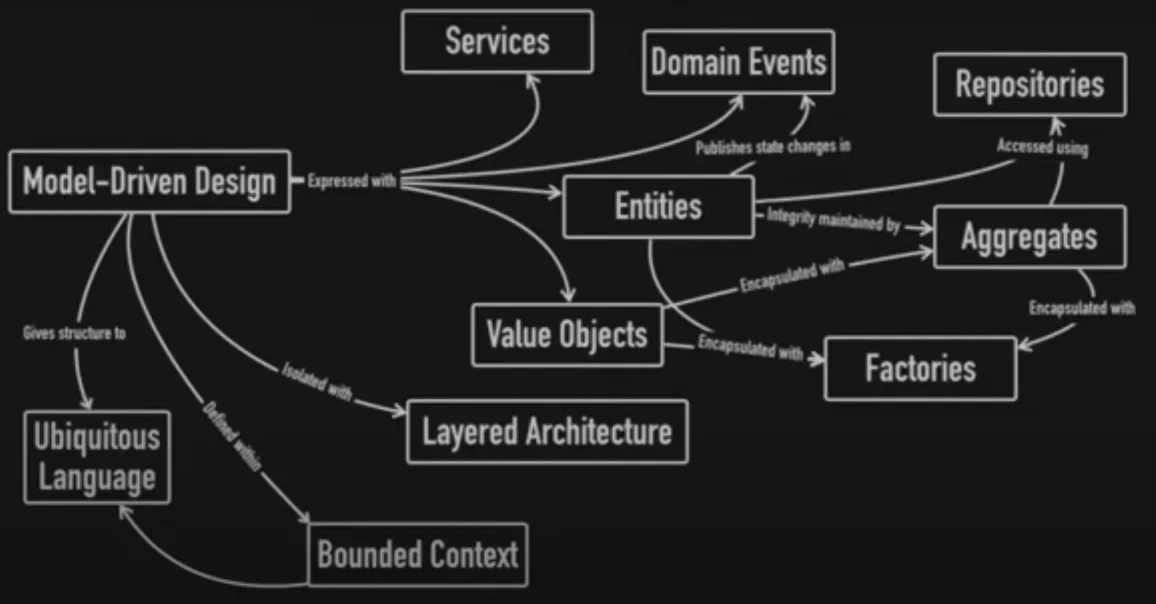 Services
Domain Events
Repositories
Publishes state changes in
Accessed using
Model-Driven Design
Expressed with
Entities
Integrity maintained by
Aggregates
Encapsulated with
Encapsulated with
Value Objects
Encapsulated with
Factories
Gives structure to
Isolated with
Defined within
Layered Architecture
Ubiquitous
Language
Bounded Context